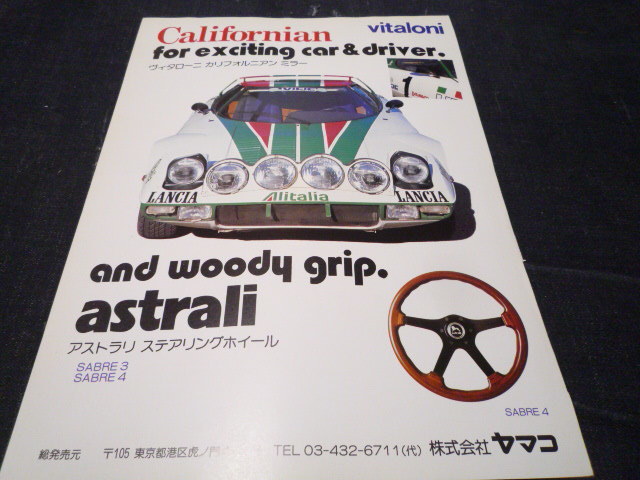 Californian
vitaloni
for exciting car & driver.
ヴィタローニ カリフォルニアン ミラー
1
LANCIA
Alitalia
LANCIA
and woody grip.
astrali
アストラリ ステアリングホイール
SABRE 3
SABRE 4
SABRE 4
総発売元 〒105 東京都港区虎ノ門 TEL 03-432-6711(代) 株式会社 ヤマコ